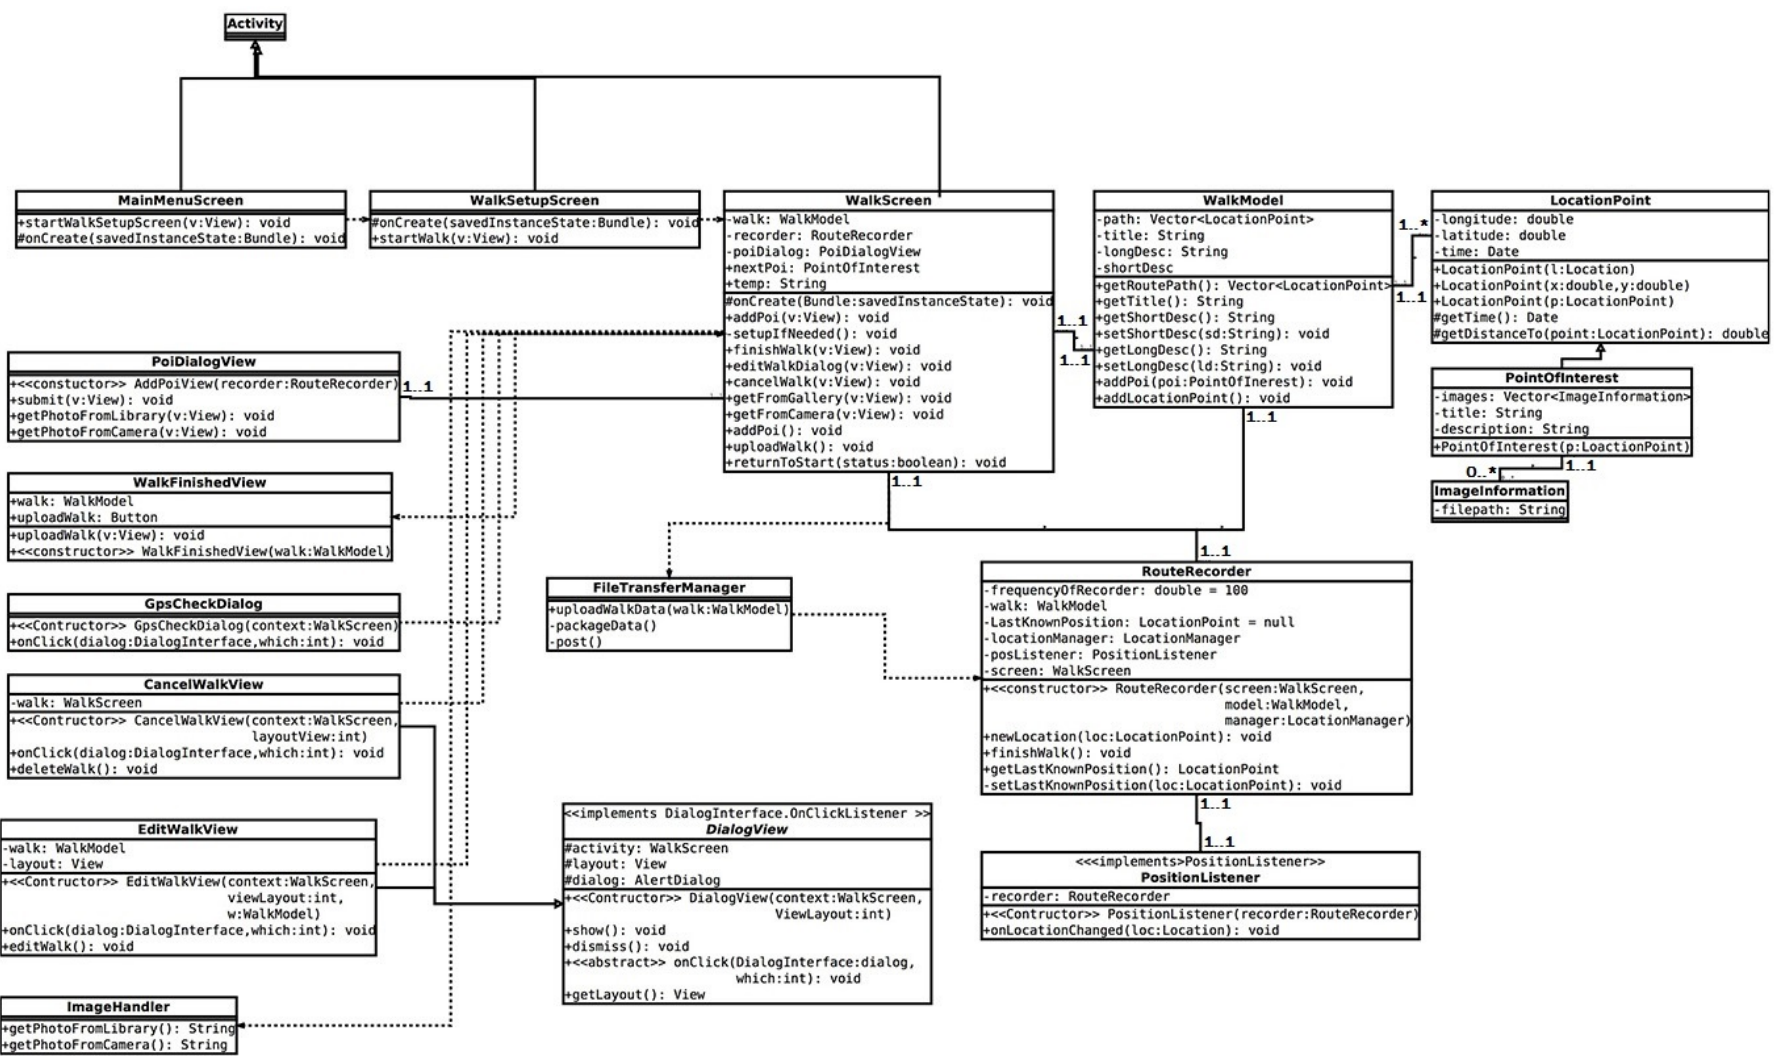 Activity
MainMenuScreen
+startWalkSetupScreen(v:View): void
#onCreate(savedInstanceState:Bundle): void
WalkSetupScreen
#onCreate(savedInstanceState:Bundle): void
+startWalk(v:View): void
WalkScreen
-walk: WalkModel
-recorder: RouteRecorder
-poiDialog: PoiDialogView
+nextPoi: PointOfInterest
+temp: String
#onCreate(Bundle:savedInstanceState): void
+addPoi(v:View): void
-setupIfNeeded(): void
+finishWalk(v:View): void
+editWalkDialog(v:View): void
+cancelWalk(v:View): void
+getFromGallery(v:View): void
+getFromCamera(v:View): void
+addPoi(): void
+uploadWalk(): void
+returnToStart(status:boolean): void
1..1
1..1
1..1
WalkModel
-path: Vector<LocationPoint>
-title: String
-longDesc: String
-shortDesc
+getRoutePath(): Vector<LocationPoint>
+getTitle(): String
+getShortDesc(): String
+setShortDesc(sd:String): void
+getLongDesc(): String
+setLongDesc(ld:String): void
+addPoi(poi:PointOfInerest): void
+addLocationPoint(): void
1..1
1..*
1..1
LocationPoint
-longitude: double
-latitude: double
-time: Date
+LocationPoint(l:Location)
+LocationPoint(x:double,y:double)
+LocationPoint(p:LocationPoint)
#getTime(): Date
#getDistanceTo(point:LocationPoint): double
PointOfInterest
-images: Vector<ImageInformation>
-title: String
-description: String
+PointOfInterest(p:LoactionPoint)
0..*
1..1
ImageInformation
-filepath: String
PoiDialogView
+<<constuctor>> AddPoiView(recorder:RouteRecorder)
+submit(v:View): void
+getPhotoFromLibrary(v:View): void
+getPhotoFromCamera(v:View): void
1..1
WalkFinishedView
+walk: WalkModel
+uploadWalk: Button
+uploadWalk(v:View): void
+<<constructor>> WalkFinishedView(walk:WalkModel)
GpsCheckDialog
+<<Contructor>> GpsCheckDialog(context:WalkScreen)
+onClick(dialog:DialogInterface,which:int): void
CancelWalkView
-walk: WalkScreen
+<<Contructor>> CancelWalkView(context:WalkScreen,
layoutView:int)
+onClick(dialog:DialogInterface,which:int): void
+deleteWalk(): void
EditWalkView
-walk: WalkModel
-layout: View
+<<Contructor>> EditWalkView(context:WalkScreen,
viewLayout:int,
w:WalkModel)
+onClick(dialog:DialogInterface,which:int): void
+editWalk(): void
ImageHandler
+getPhotoFromLibrary(): String
+getPhotoFromCamera(): String
FileTransferManager
+uploadWalkData(walk:WalkModel)
-packageData()
-post()
<<implements DialogInterface.OnClickListener >>
DialogView
#activity: WalkScreen
#layout: View
#dialog: AlertDialog
+<<Contructor>> DialogView(context:WalkScreen,
ViewLayout:int)
+show(): void
+dismiss(): void
+<<abstract>> onClick(DialogInterface:dialog,
which:int): void
+getLayout(): View
1..1
RouteRecorder
-frequencyOfRecorder: double = 100
-walk: WalkModel
-LastKnownPosition: LocationPoint = null
-locationManager: LocationManager
-posListener: PositionListener
-screen: WalkScreen
+<<constructor>> RouteRecorder(screen:WalkScreen,
model:WalkModel,
manager:LocationManager)
+newLocation(loc:LocationPoint): void
+finishWalk(): void
+getLastKnownPosition(): LocationPoint
-setLastKnownPosition(loc:LocationPoint): void
1..1
1..1
<<<implements>PositionListener>>
PositionListener
-recorder: RouteRecorder
+<<Contructor>> PositionListener(recorder:RouteRecorder)
+onLocationChanged(loc:Location): void